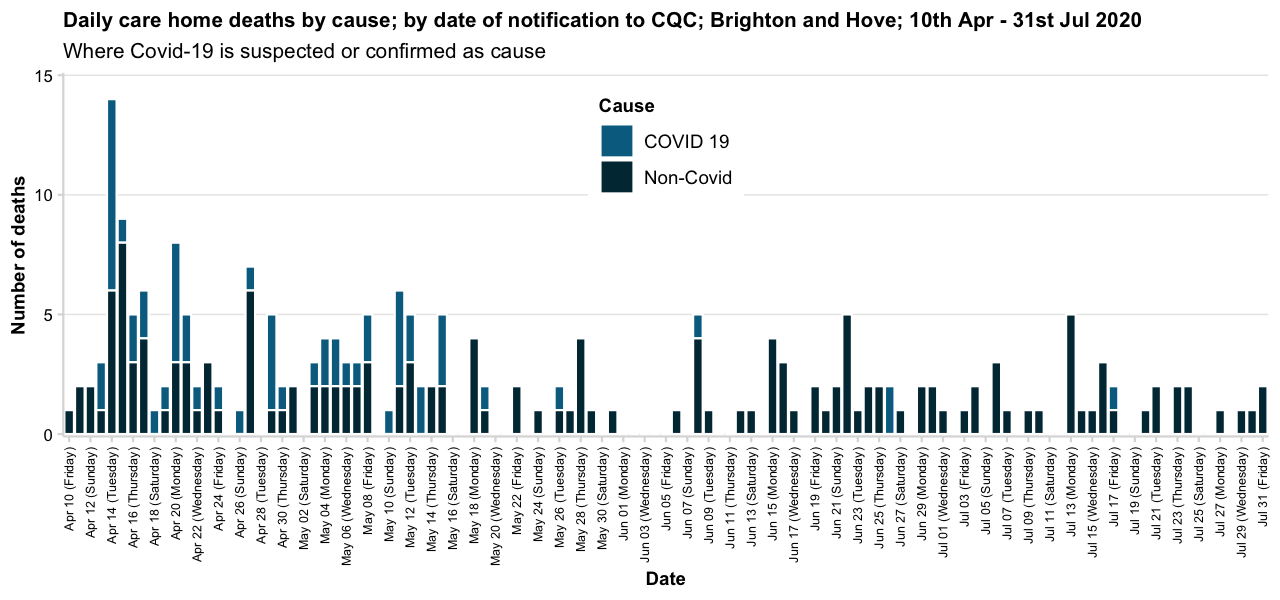 Daily care home deaths by cause; by date of notification to CQC; Brighton and Hove; 10th Apr - 31st Jul 2020
Where Covid-19 is suspected or confirmed as cause
Number of deaths
15
10
5
0
Cause
COVID 19
Non-Covid
Apr 10 (Friday)
Apr 12 (Sunday)
Apr 14 (Tuesday)
Apr 16 (Thursday)
Apr 18 (Saturday)
Apr 20 (Monday)
Apr 22 (Wednesday)
Apr 24 (Friday)
Apr 26 (Sunday)
Apr 28 (Tuesday)
Apr 30 (Thursday)
May 02 (Saturday)
May 04 (Monday)
May 06 (Wednesday)
May 08 (Friday)
May 10 (Sunday)
May 12 (Tuesday)
May 14 (Thursday)
May 16 (Saturday)
May 18 (Monday)
May 20 (Wednesday)
May 22 (Friday)
May 24 (Sunday)
May 26 (Tuesday)
May 28 (Thursday)
May 30 (Saturday)
Jun 01 (Monday)
Jun 03 (Wednesday)
Jun 05 (Friday)
Jun 07 (Sunday)
Jun 09 (Tuesday)
Jun 11 (Thursday)
Jun 13 (Saturday)
Jun 15 (Monday)
Jun 17 (Wednesday)
Jun 19 (Friday)
Jun 21 (Sunday)
Jun 23 (Tuesday)
Jun 25 (Thursday)
Jun 27 (Saturday)
Jun 29 (Monday)
Jul 01 (Wednesday)
Jul 03 (Friday)
Jul 05 (Sunday)
Jul 07 (Tuesday)
Jul 09 (Thursday)
Jul 11 (Saturday)
Jul 13 (Monday)
Jul 15 (Wednesday)
Jul 17 (Friday)
Jul 19 (Sunday)
Jul 21 (Tuesday)
Jul 23 (Thursday)
Jul 25 (Saturday)
Jul 27 (Monday)
Jul 29 (Wednesday)
Jul 31 (Friday)
Date